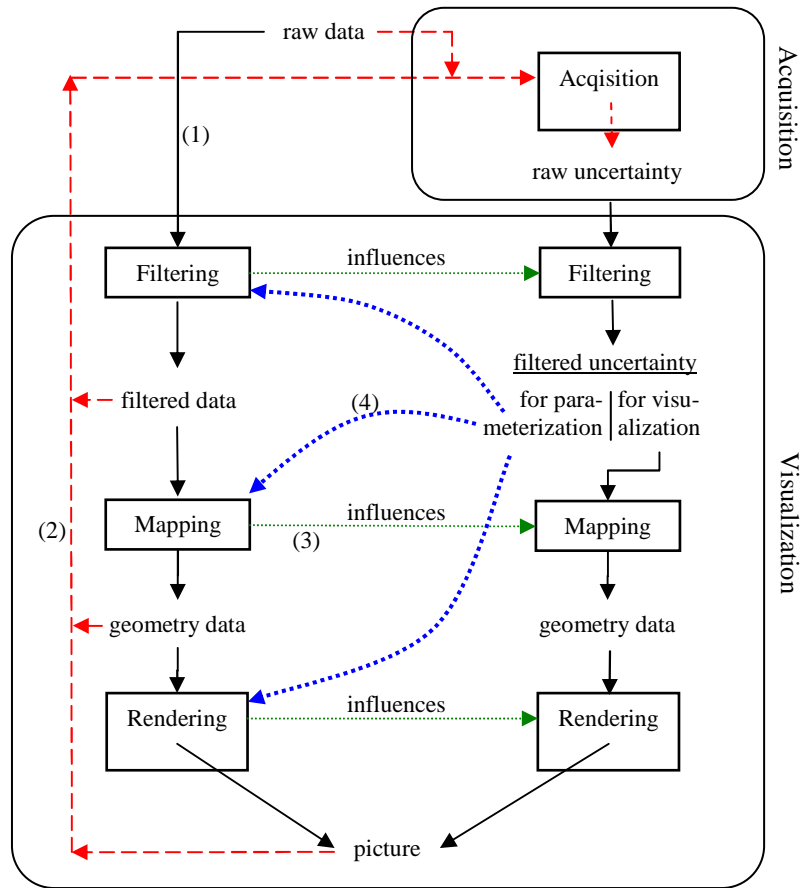 raw data
Acqisition
Acquisition
(1)
raw uncertainty
Filtering
influences
Filtering
filtered uncertainty
filtered data
(4)
for para-
meterization
for visu-
alization
Visualization
(2)
Mapping
influences
(3)
Mapping
geometry data
geometry data
Rendering
influences
Rendering
picture